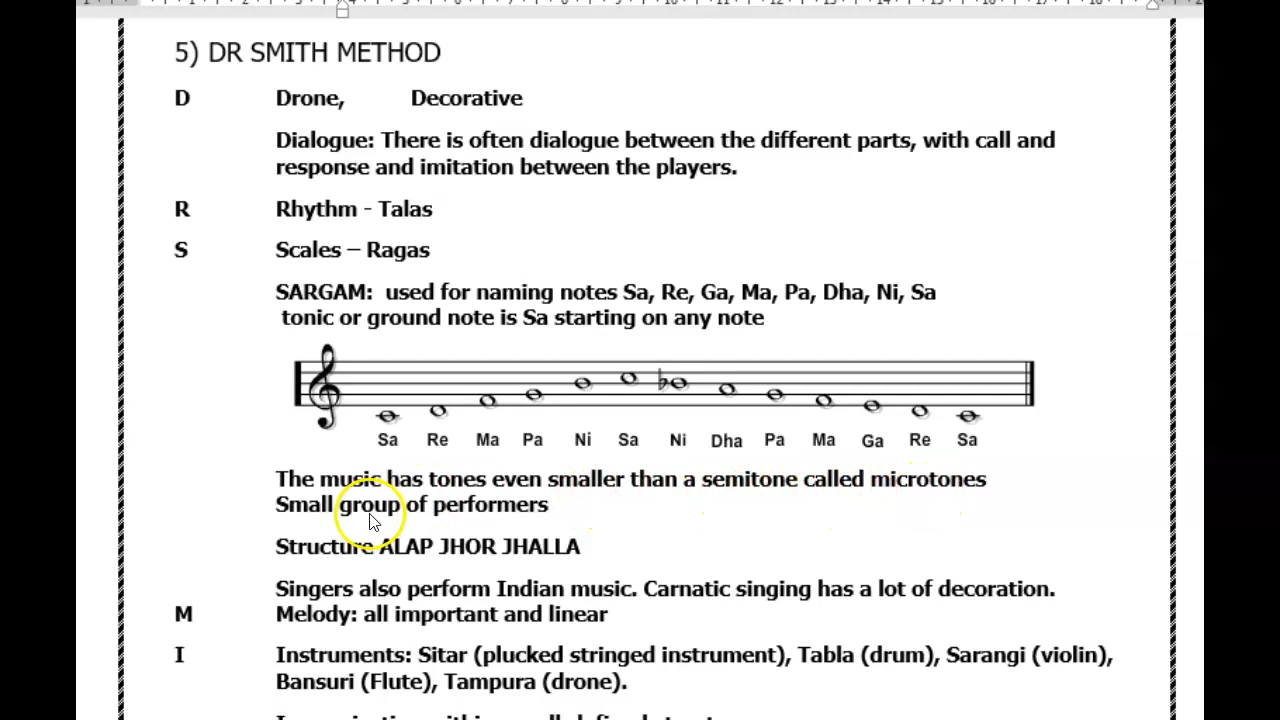 5) DR SMITH METHOD
D Drone, Decorative
Dialogue: There is often dialogue between the different parts, with call and
response and imitation between the players.
R Rhythm - Talas
S Scales – Ragas
SARGAM: used for naming notes Sa, Re, Ga, Ma, Pa, Dha, Ni, Sa
tonic or ground note is Sa starting on any note
Sa Re Ma Pa Ni Sa Ni Dha Pa Ma Ga Re Sa
The music has tones even smaller than a semitone called microtones
Small group of performers
Structure ALAP JHOR JHALLA
Singers also perform Indian music. Carnatic singing has a lot of decoration.
M Melody: all important and linear
I Instruments: Sitar (plucked stringed instrument), Tabla (drum), Sarangi (violin),
Bansuri (Flute), Tampura (drone).